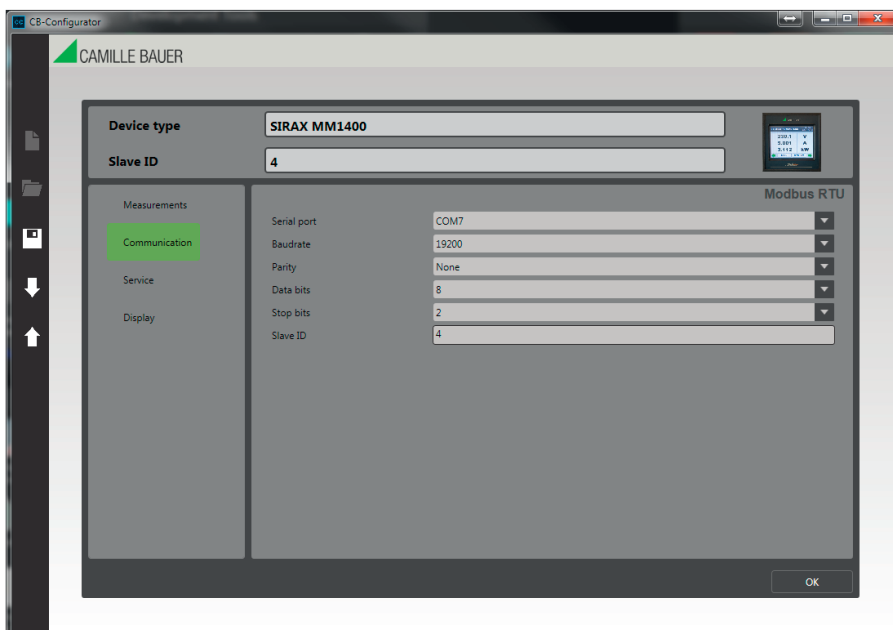 CB-Configurator
CAMILLE BAUER
Device type SIRAX MM1400
Slave ID 4
Modbus RTU
Measurements
Communication
Service
Display
Serial port COM7
Baudrate 19200
Parity None
Data bits 8
Stop bits 2
Slave ID 4
OK